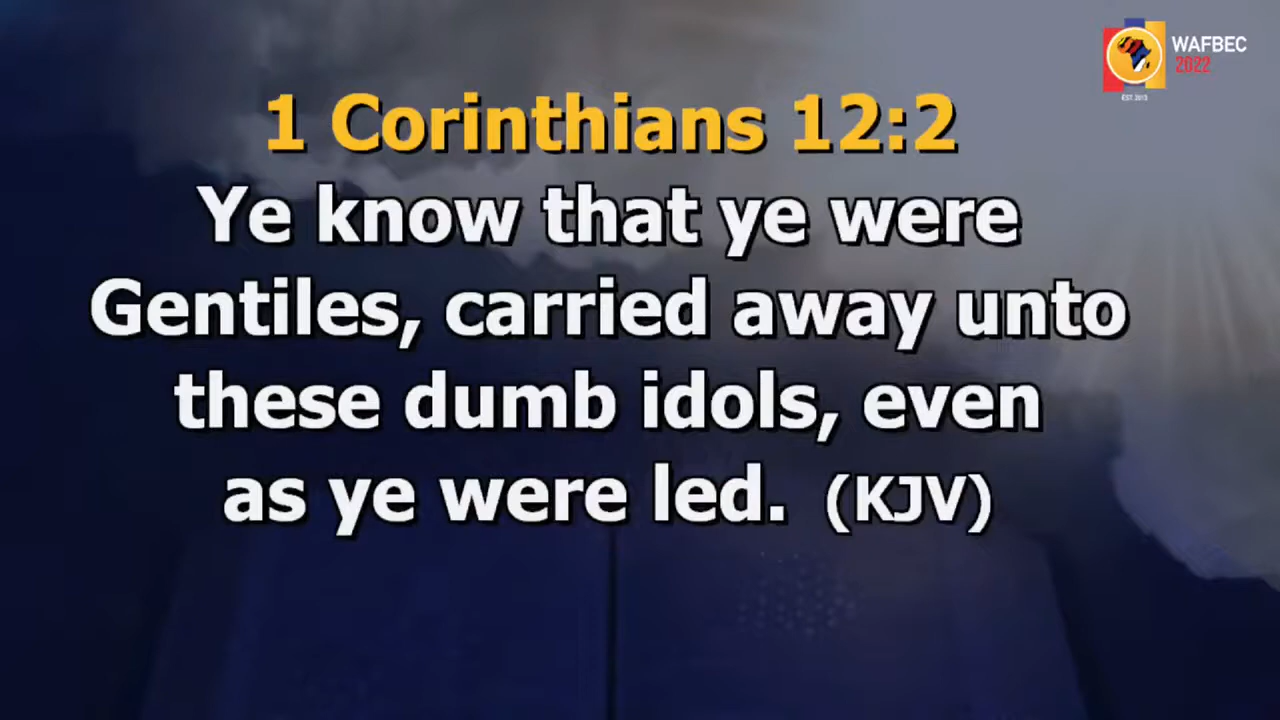 WAFBEC
2022
1 Corinthians 12:2
Ye know that ye were
Gentiles, carried away unto
these dumb idols, even
as ye were led. (KJV)